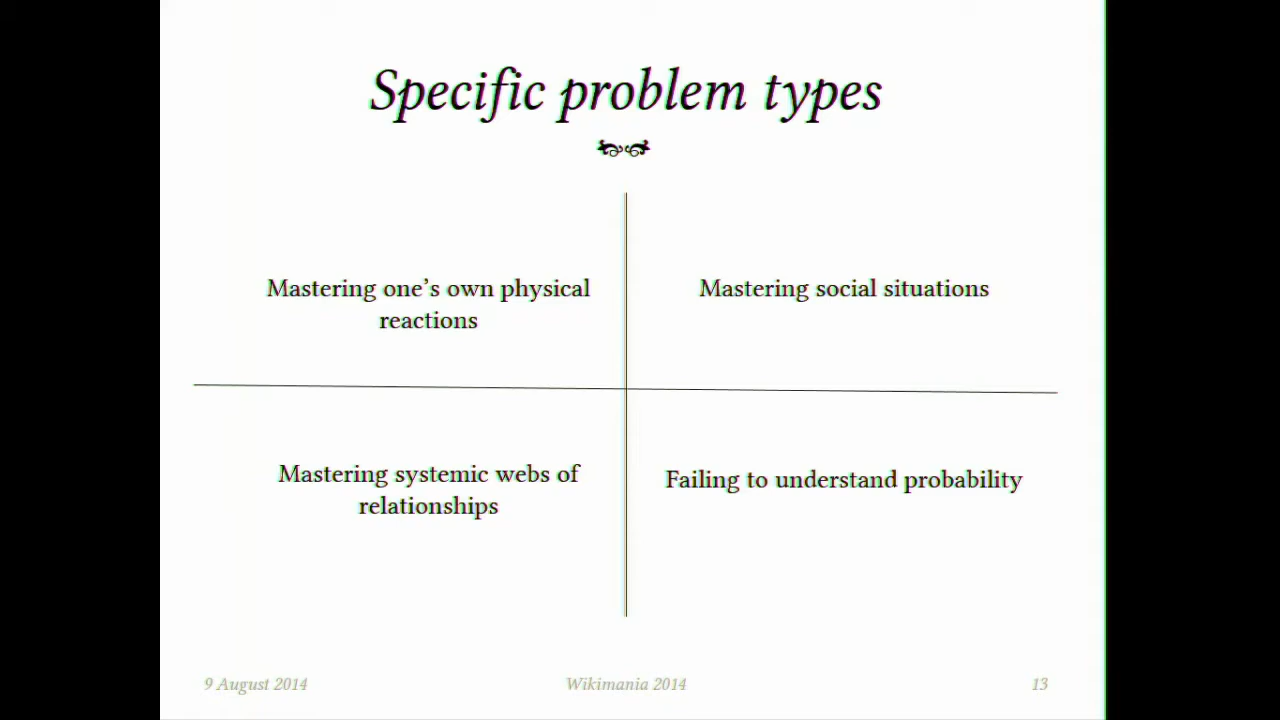 Specific problem types
Mastering one’s own physical
reactions
Mastering social situations
Mastering systemic webs of
relationships
Failing to understand probability
9 August 2014
Wikimania 2014
13